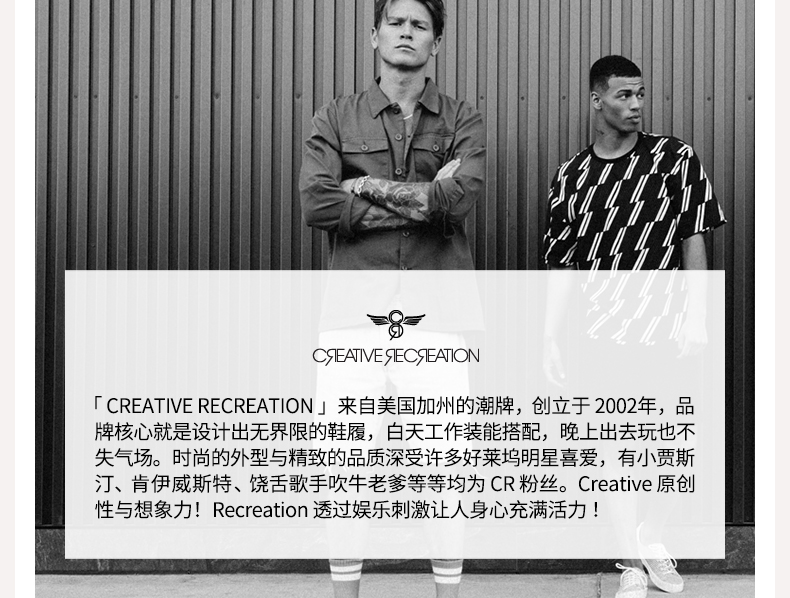 CREATIVE RECREATION
「 CREATIVE RECREATION 」来自美国加州的潮牌，创立于 2002年，品
牌核心就是设计出无界限的鞋履，白天工作装能搭配，晚上出去玩也不
失气场。时尚的外型与精致的品质深受许多好莱坞明星喜爱，有小贾斯
汀、肯伊威斯特、饶舌歌手吹牛老爹等等均为 CR 粉丝。Creative 原创
性与想象力！Recreation 透过娱乐刺激让人身心充满活力！